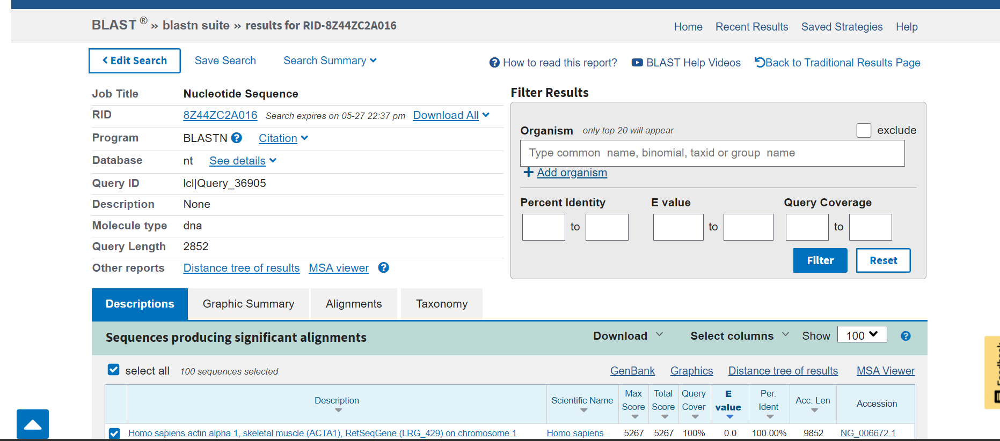 BLAST ® » blastn suite » results for RID-8Z44ZC2A016
Home Recent Results Saved Strategies Help
Edit Search Save Search Search Summary
How to read this report? BLAST Help Videos Back to Traditional Results Page
Job Title Nucleotide Sequence
RID 8Z44ZC2A016 Search expires on 05-27 22:37 pm Download All
Program BLASTN Citation
Database nt See details
Query ID lcl|Query_36905
Description None
Molecule type dna
Query Length 2852
Other reports Distance tree of results MSA viewer
Filter Results
Organism only top 20 will appear exclude
Type common name, binomial, taxid or group name
Add organism
Percent Identity E value Query Coverage
to to to
Filter Reset
Descriptions Graphic Summary Alignments Taxonomy
Sequences producing significant alignments Download Select columns Show 100
select all 100 sequences selected GenBank Graphics Distance tree of results MSA Viewer
Description Scientific Name Max Score Total Score Query Cover E value Per. Ident Acc. Len Accession
Homo sapiens actin alpha 1, skeletal muscle (ACTA1), RefSeqGene (LRG_429) on chromosome 1 Homo sapiens 5267 5267 100% 0.0 100.00% 9852 NG_006672.1